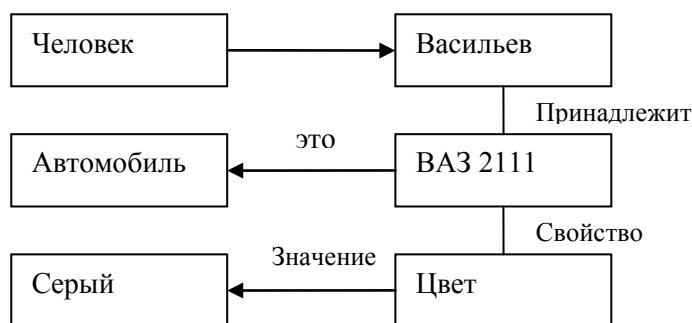 Человек
Васильев
Принадлежит
Автомобиль
это
ВАЗ 2111
Свойство
Серый
Значение
Цвет